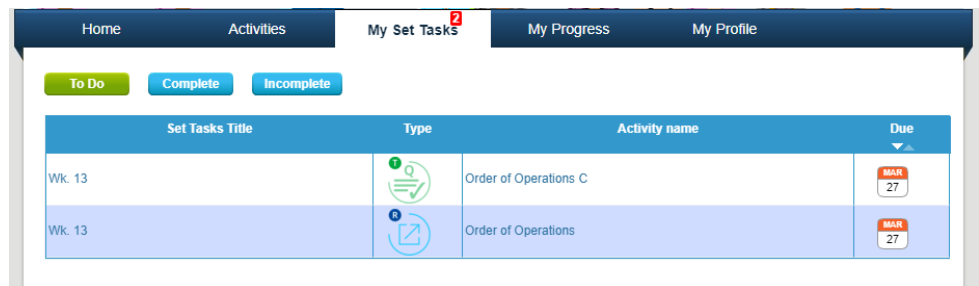 Home Activities My Set Tasks 2 My Progress My Profile
To Do Complete Incomplete
Set Tasks Title Type Activity name Due
Wk. 13 T Q Order of Operations C MAR 27
Wk. 13 R Order of Operations MAR 27